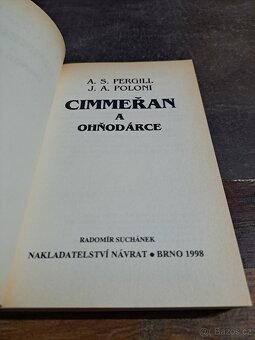 A. S. PERGILL
J. A. POLONI
CIMMEŘAN
A
OHŇODÁRCE
RADOMÍR SUCHÁNEK
NAKLADATELSTVÍ NÁVRAT ● BRNO 1998
Bazos.cz